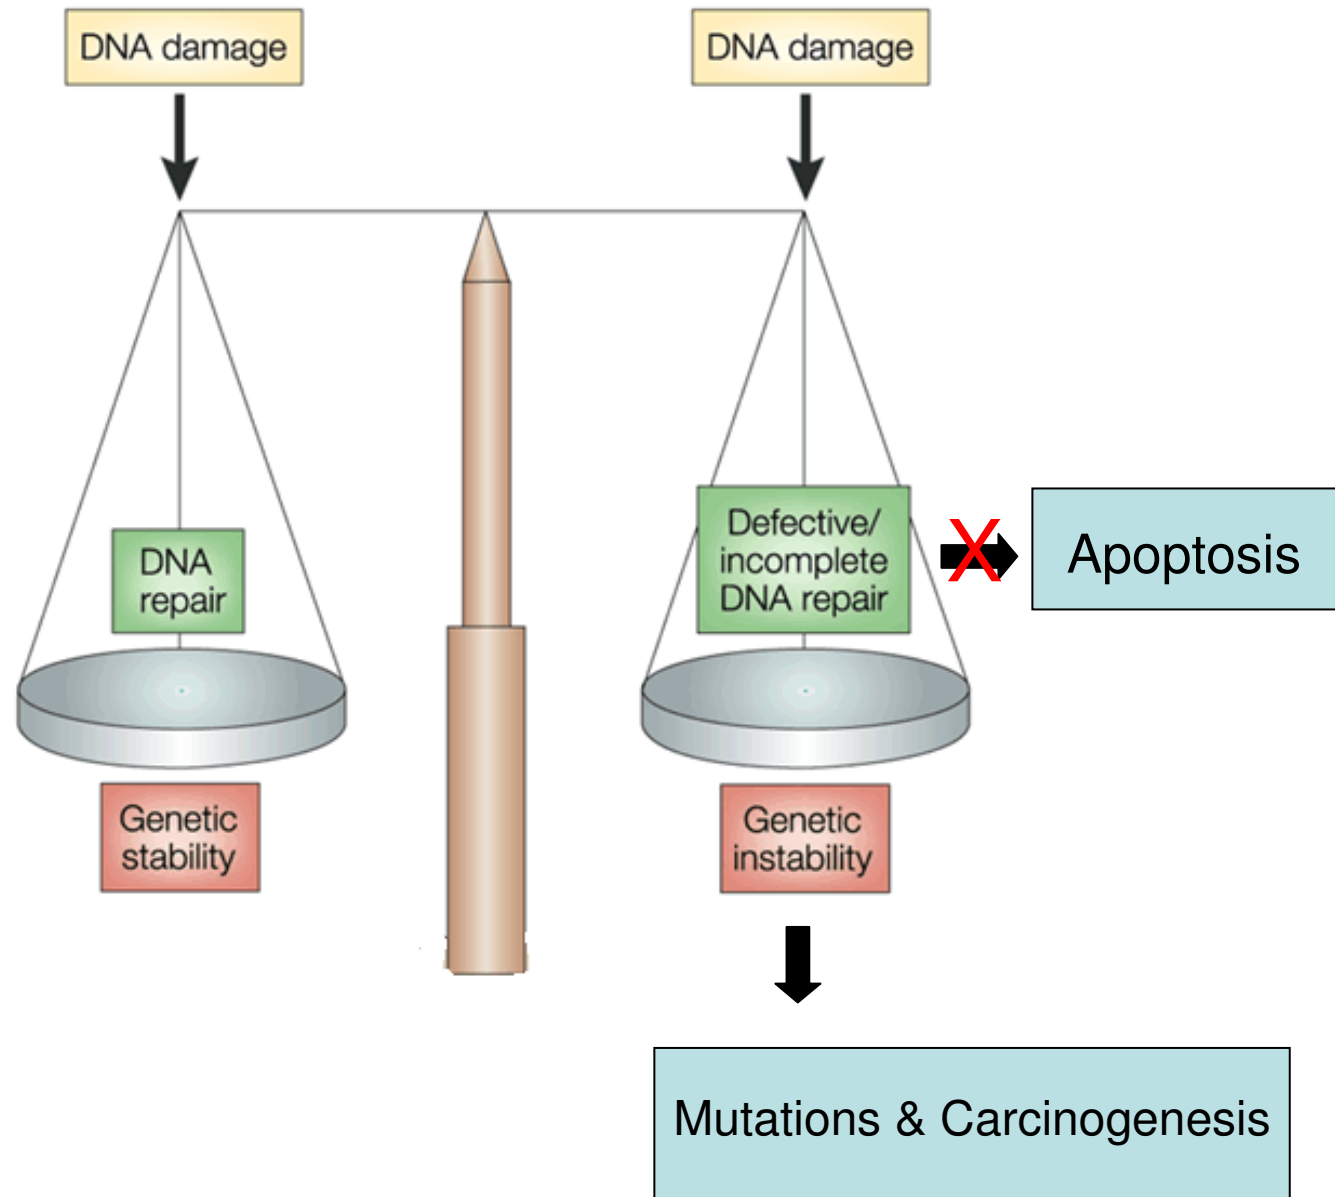 DNA damage
DNA damage
DNA
repair
Defective/
incomplete
DNA repair
X
Apoptosis
Genetic
stability
Genetic
instability
Mutations & Carcinogenesis